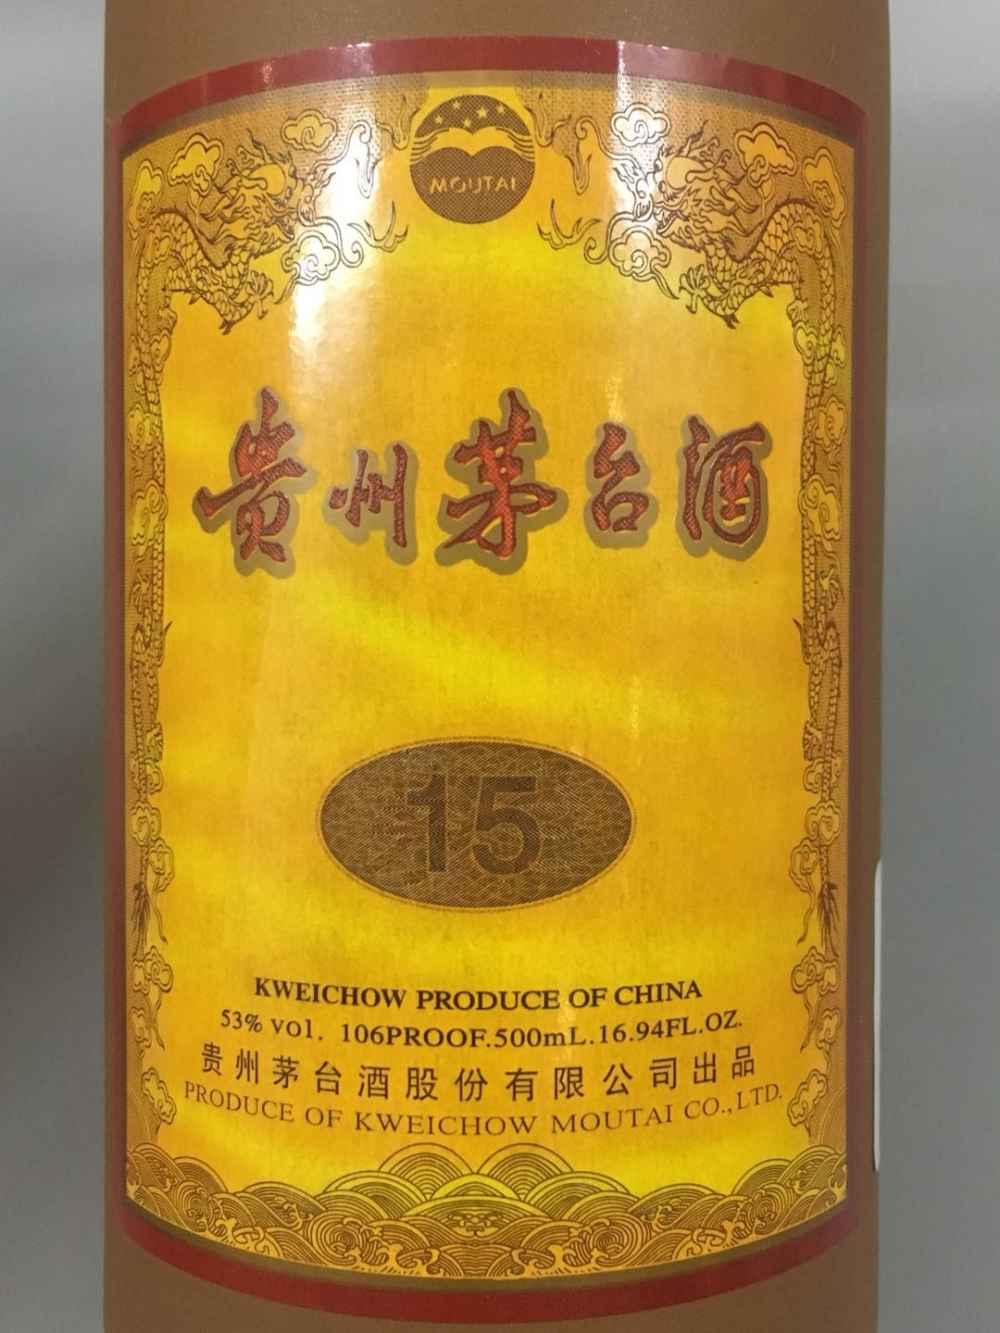 MOUTAI
贵州茅台酒
15
KWEICHOW PRODUCE OF CHINA
53% vol. 106PROOF.500mL.16.94FL.OZ.
贵州茅台酒股份有限公司出品
PRODUCE OF KWEICHOW MOUTAI CO.,LTD.